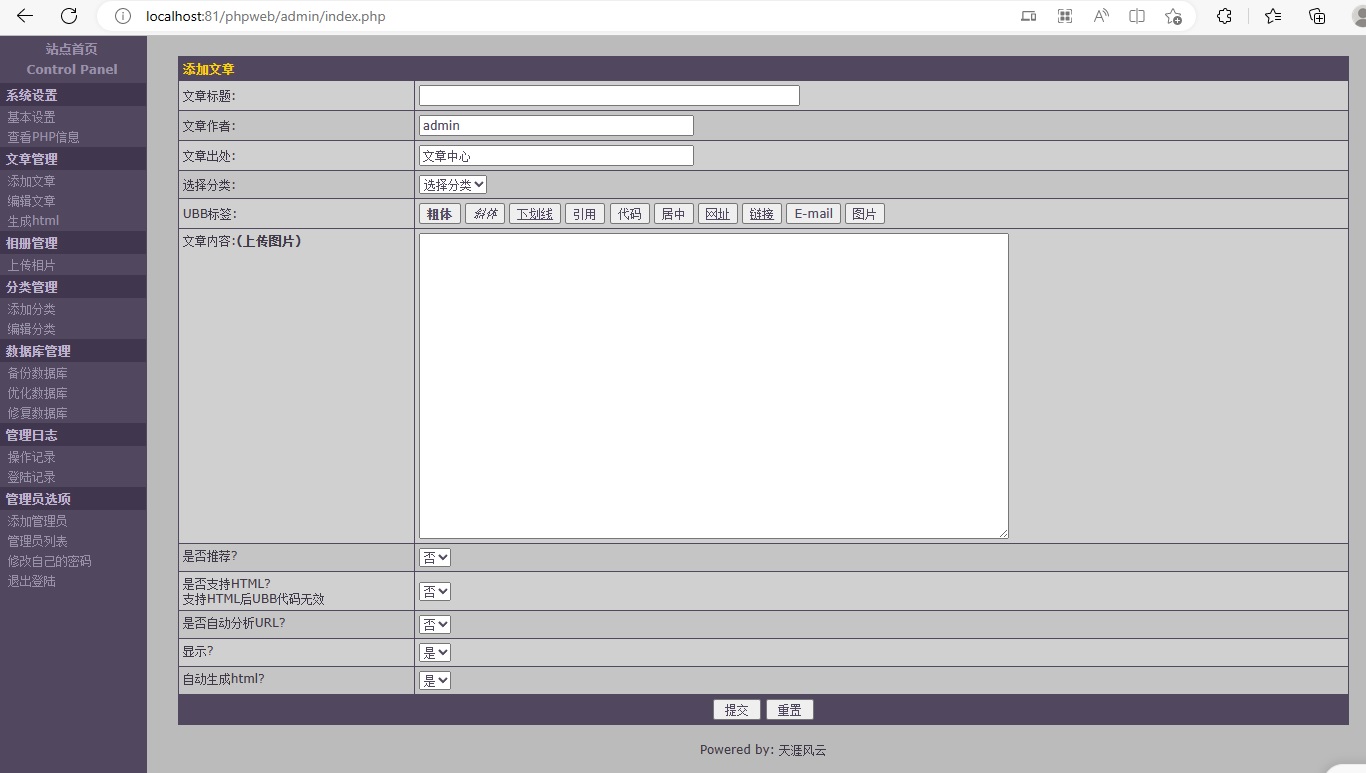 localhost:81/phpweb/admin/index.php
站点首页
Control Panel
系统设置
基本设置
查看PHP信息
文章管理
添加文章
编辑文章
生成html
相册管理
上传相片
分类管理
添加分类
编辑分类
数据库管理
备份数据库
优化数据库
修复数据库
管理日志
操作记录
登陆记录
管理员选项
添加管理员
管理员列表
修改自己的密码
退出登陆
添加文章
文章标题:
文章作者: admin
文章出处: 文章中心
选择分类: 选择分类
UBB标签: 粗体 斜体 下划线 引用 代码 居中 网址 链接 E-mail 图片
文章内容:(上传图片)
是否推荐? 否
是否支持HTML?
支持HTML后UBB代码无效 否
是否自动分析URL? 否
显示? 是
自动生成html? 是
提交 重置
Powered by: 天涯风云